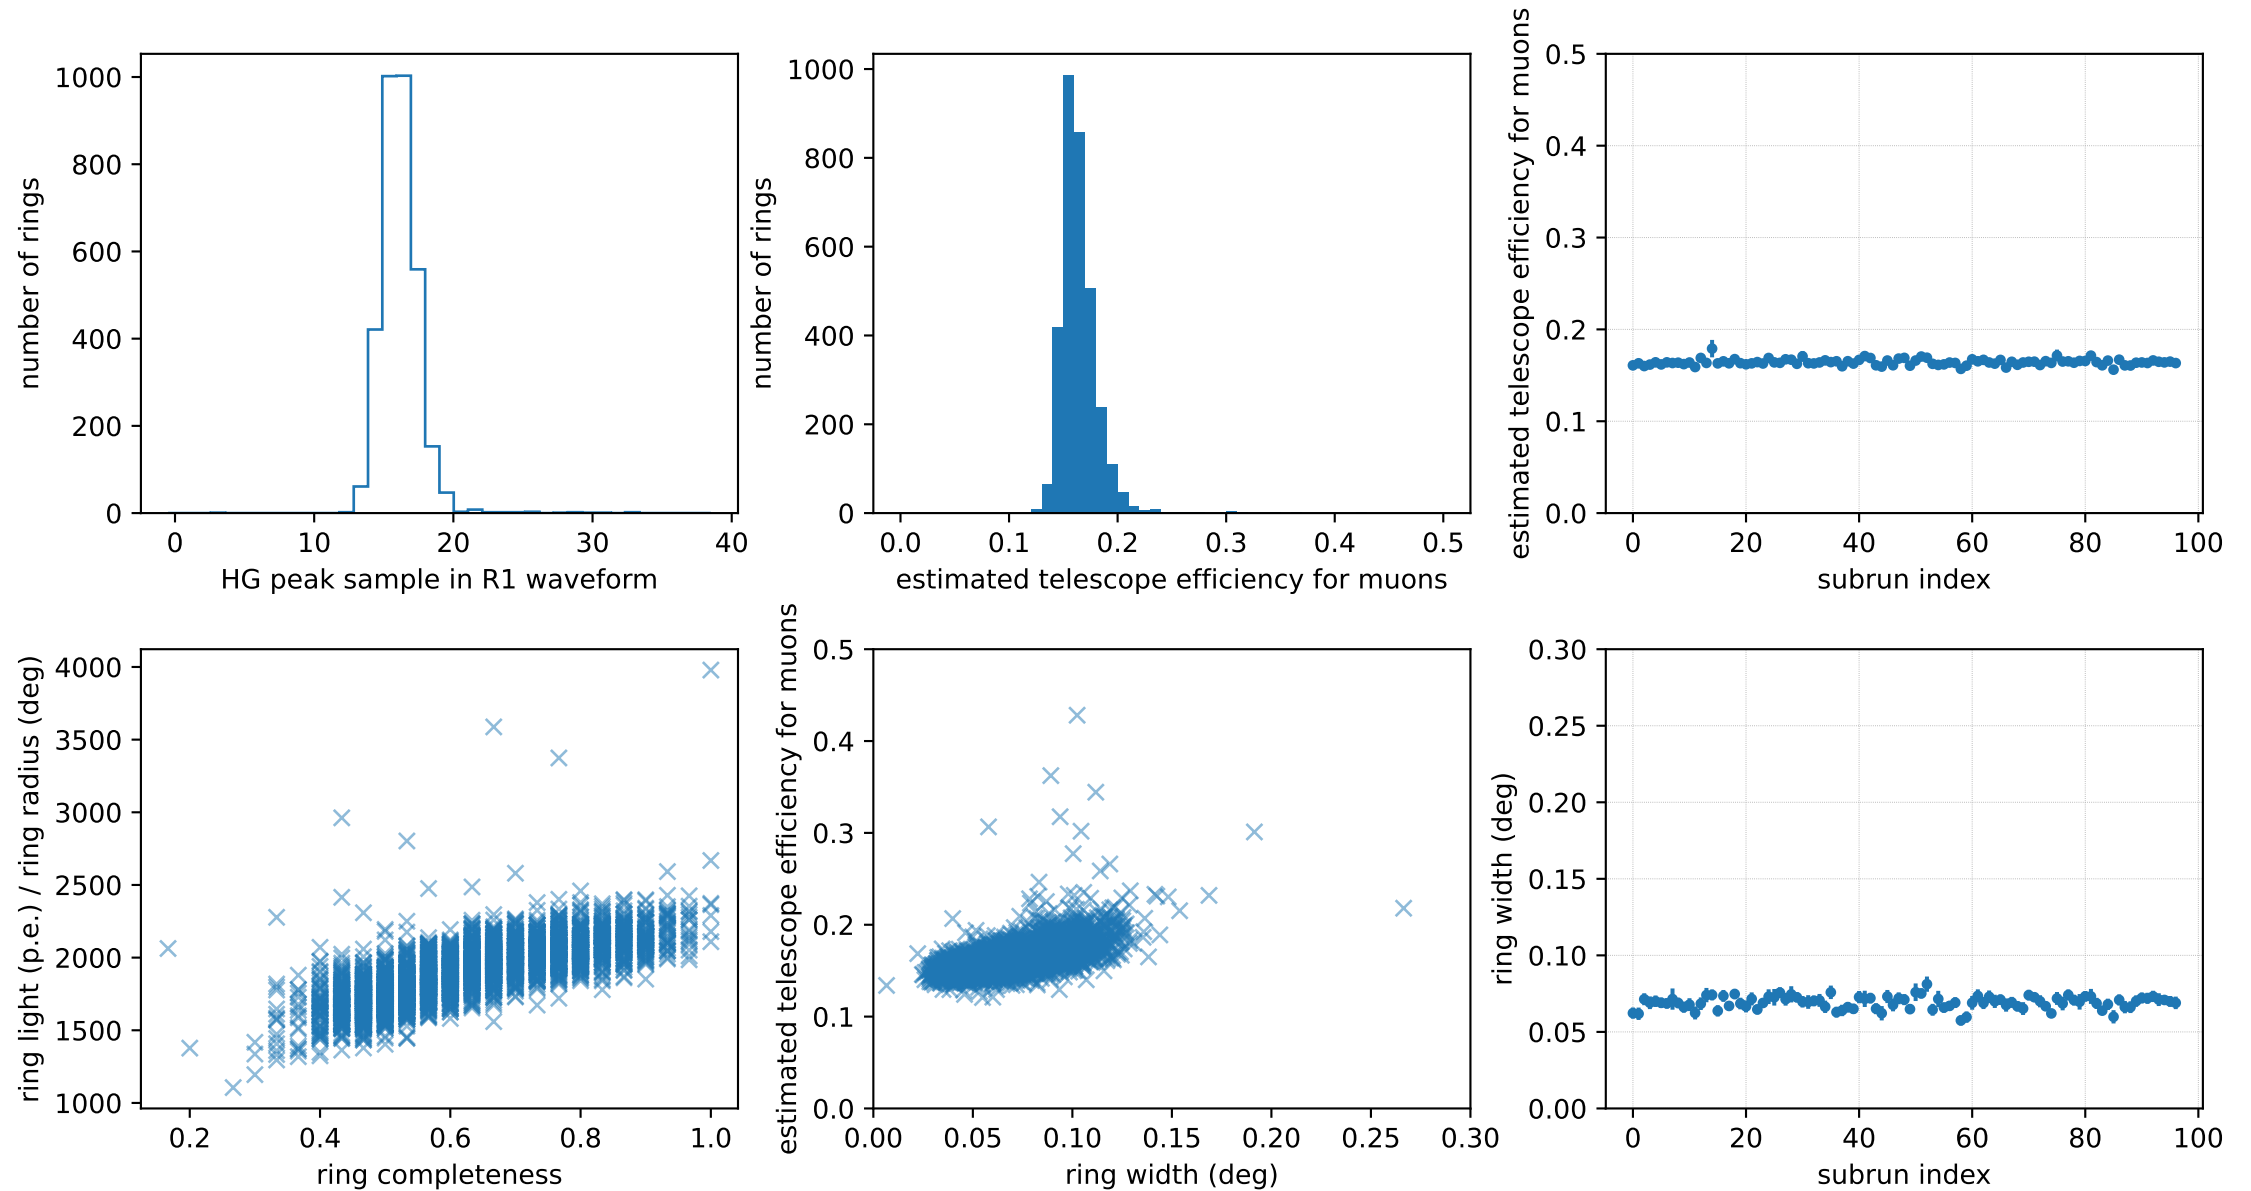 number of rings
1000
800
600
400
200
0
0 10 20 30 40
HG peak sample in R1 waveform
number of rings
1000
800
600
400
200
0
0.0 0.1 0.2 0.3 0.4 0.5
estimated telescope efficiency for muons
estimated telescope efficiency for muons
0.5
0.4
0.3
0.2
0.1
0.0
0 20 40 60 80 100
subrun index
ring light (p.e.) / ring radius (deg)
4000
3500
3000
2500
2000
1500
1000
0.2 0.4 0.6 0.8 1.0
ring completeness
estimated telescope efficiency for muons
0.5
0.4
0.3
0.2
0.1
0.0
0.00 0.05 0.10 0.15 0.20 0.25 0.30
ring width (deg)
ring width (deg)
0.30
0.25
0.20
0.15
0.10
0.05
0.00
0 20 40 60 80 100
subrun index